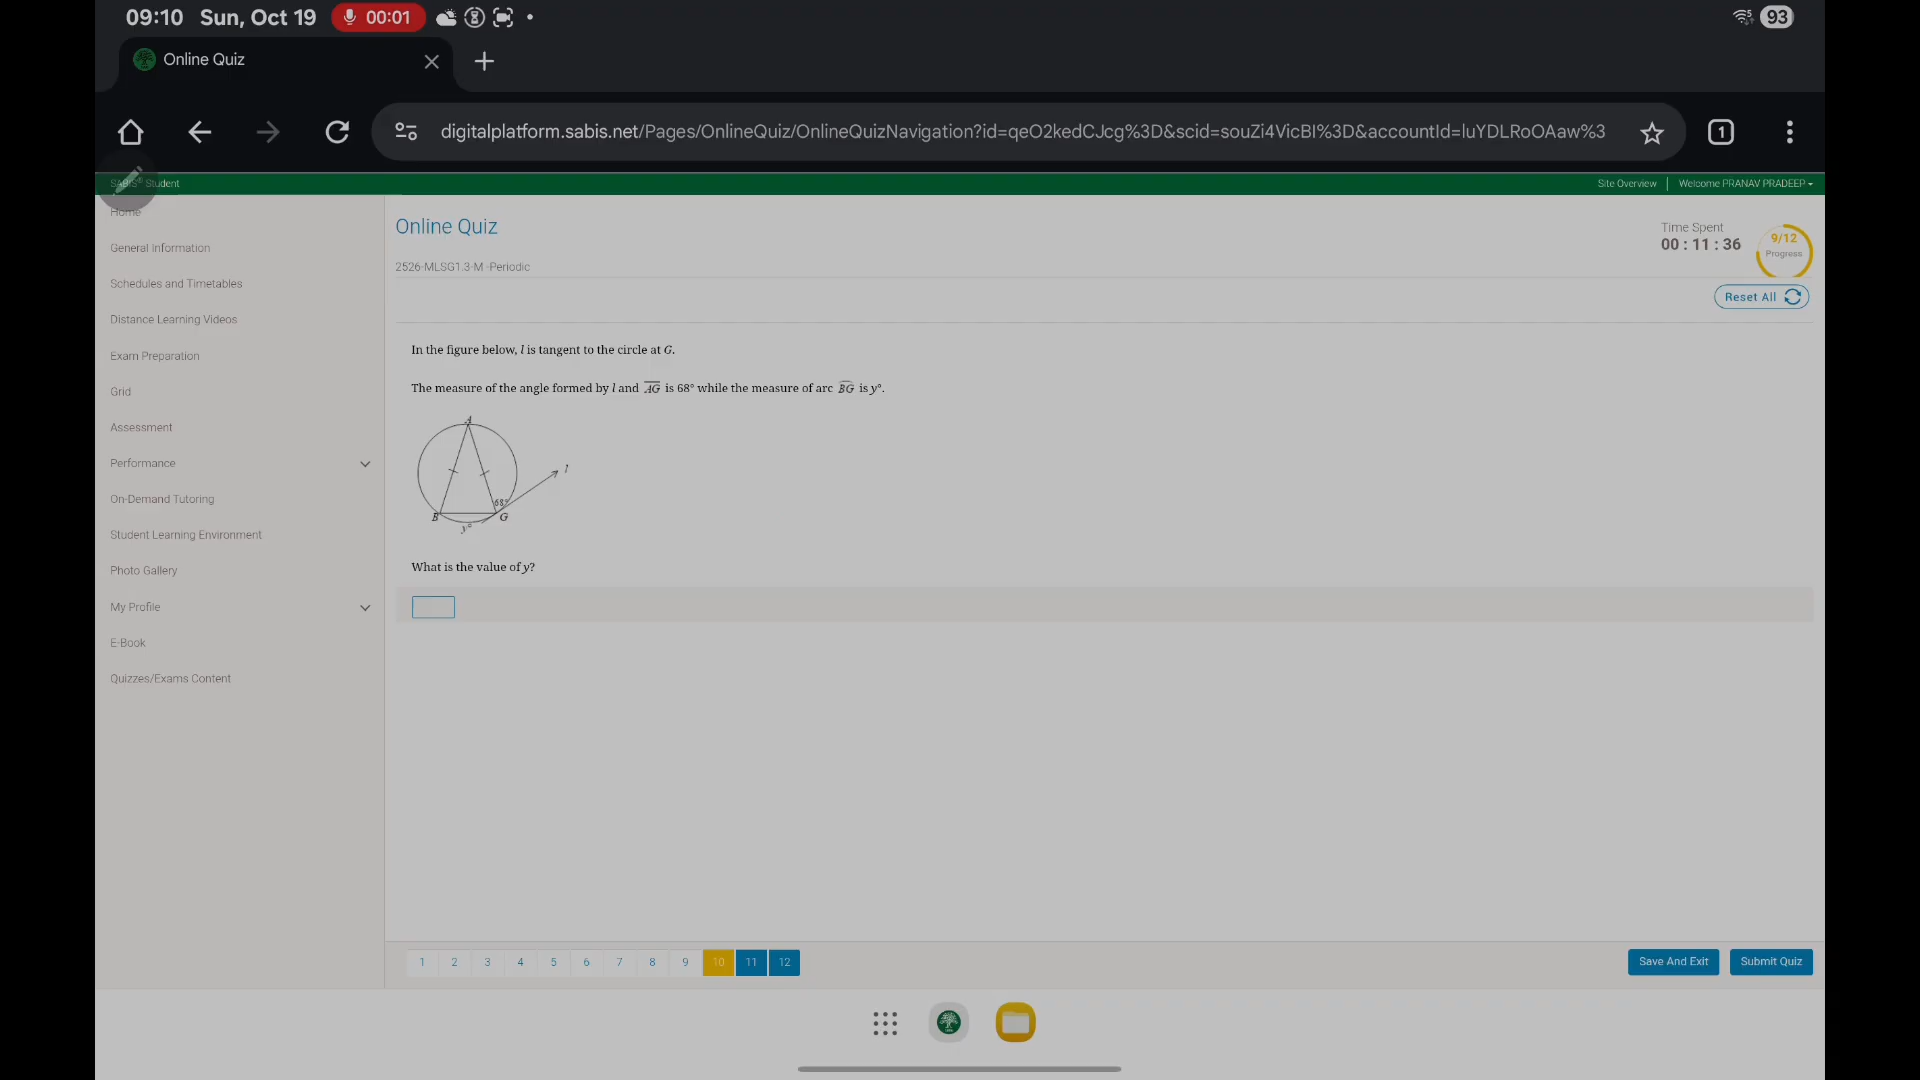 09:10 Sun, Oct 19 00:01 93
Online Quiz
digitalplatform.sabis.net/Pages/OnlineQuiz/OnlineQuizNavigation?id=qeO2kedCJcg%3D&scid=souZi4VicBI%3D&accountId=luYDLRoOAaw%3 1
SABIS® Student Site Overview Welcome PRANAV PRADEEP
Home
General Information
Schedules and Timetables
Distance Learning Videos
Exam Preparation
Grid
Assessment
Performance
On-Demand Tutoring
Student Learning Environment
Photo Gallery
My Profile
E-Book
Quizzes/Exams Content
Online Quiz
Time Spent
00 : 11 : 36
9/12
Progress
2526-MLSG1.3-M -Periodic
Reset All
In the figure below, l is tangent to the circle at G.
The measure of the angle formed by l and AG is 68° while the measure of arc BG is y°.
A
l
68°
B
G
y°
What is the value of y?
1 2 3 4 5 6 7 8 9 10 11 12
Save And Exit Submit Quiz